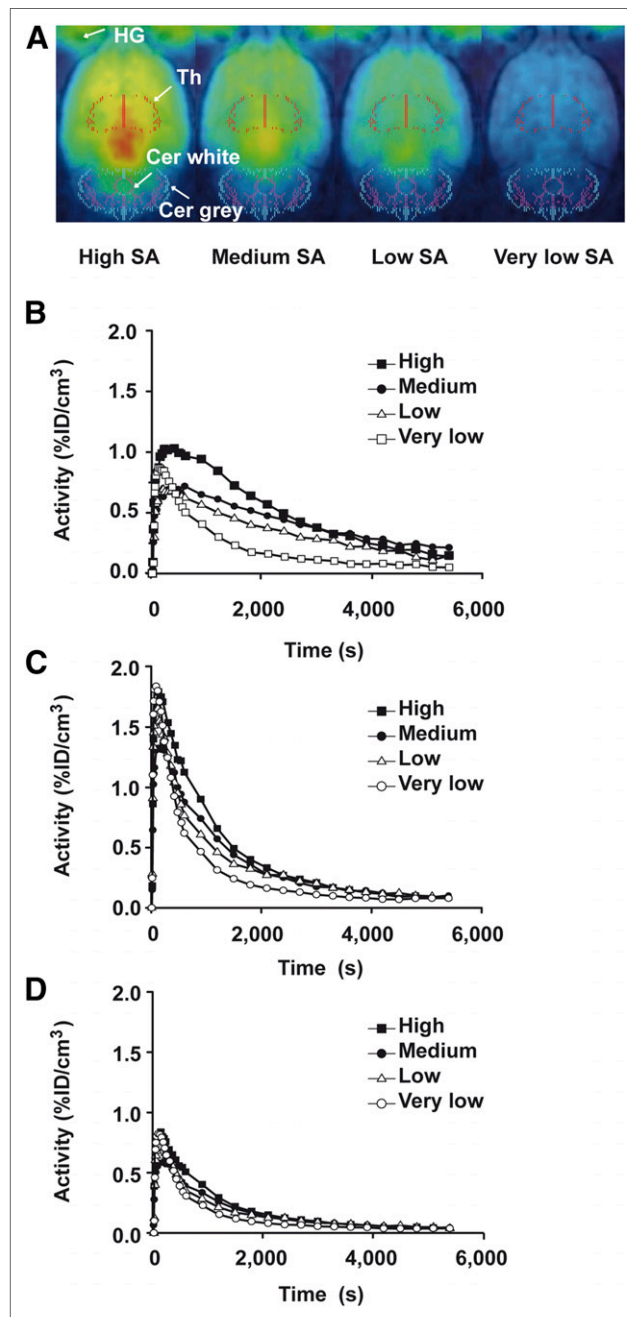 A
HG
Th
Cer white
Cer grey
High SA Medium SA Low SA Very low SA
B
Activity (%ID/cm³)
2.0
1.5
1.0
0.5
0.0
High
Medium
Low
Very low
0 2,000 4,000 6,000
Time (s)
C
Activity (%ID/cm³)
2.0
1.5
1.0
0.5
0.0
High
Medium
Low
Very low
0 2,000 4,000 6,000
Time (s)
D
Activity (%ID/cm³)
2.0
1.5
1.0
0.5
0.0
High
Medium
Low
Very low
0 2,000 4,000 6,000
Time (s)